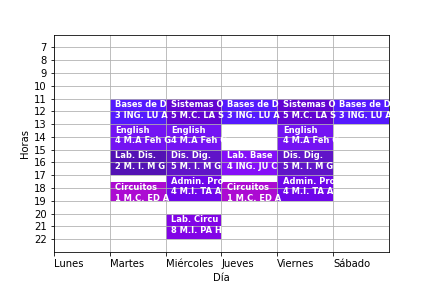 7
8
9
10
11
12
13
14
15
16
17
18
19
20
21
22
Horas
Bases de D
3 ING. LU A
Sistemas O
5 M.C. LA S
Bases de D
3 ING. LU A
Sistemas O
5 M.C. LA S
Bases de D
3 ING. LU A
English
4 M.A Feh G
English
4 M.A Feh
English
4 M.A Feh
Lab. Dis.
2 M. I. M G
Dis. Dig.
5 M. I. M G
Lab. Base
4 ING. JU C
Dis. Dig.
5 M. I. M G
Circuitos
1 M.C. ED A
Admin. Pro
4 M.I. TA A
Circuitos
1 M.C. ED A
Admin. Pro
4 M.I. TA A
Lab. Circu
8 M.I. PA H
Lunes Martes Miércoles Jueves Viernes Sábado
Día